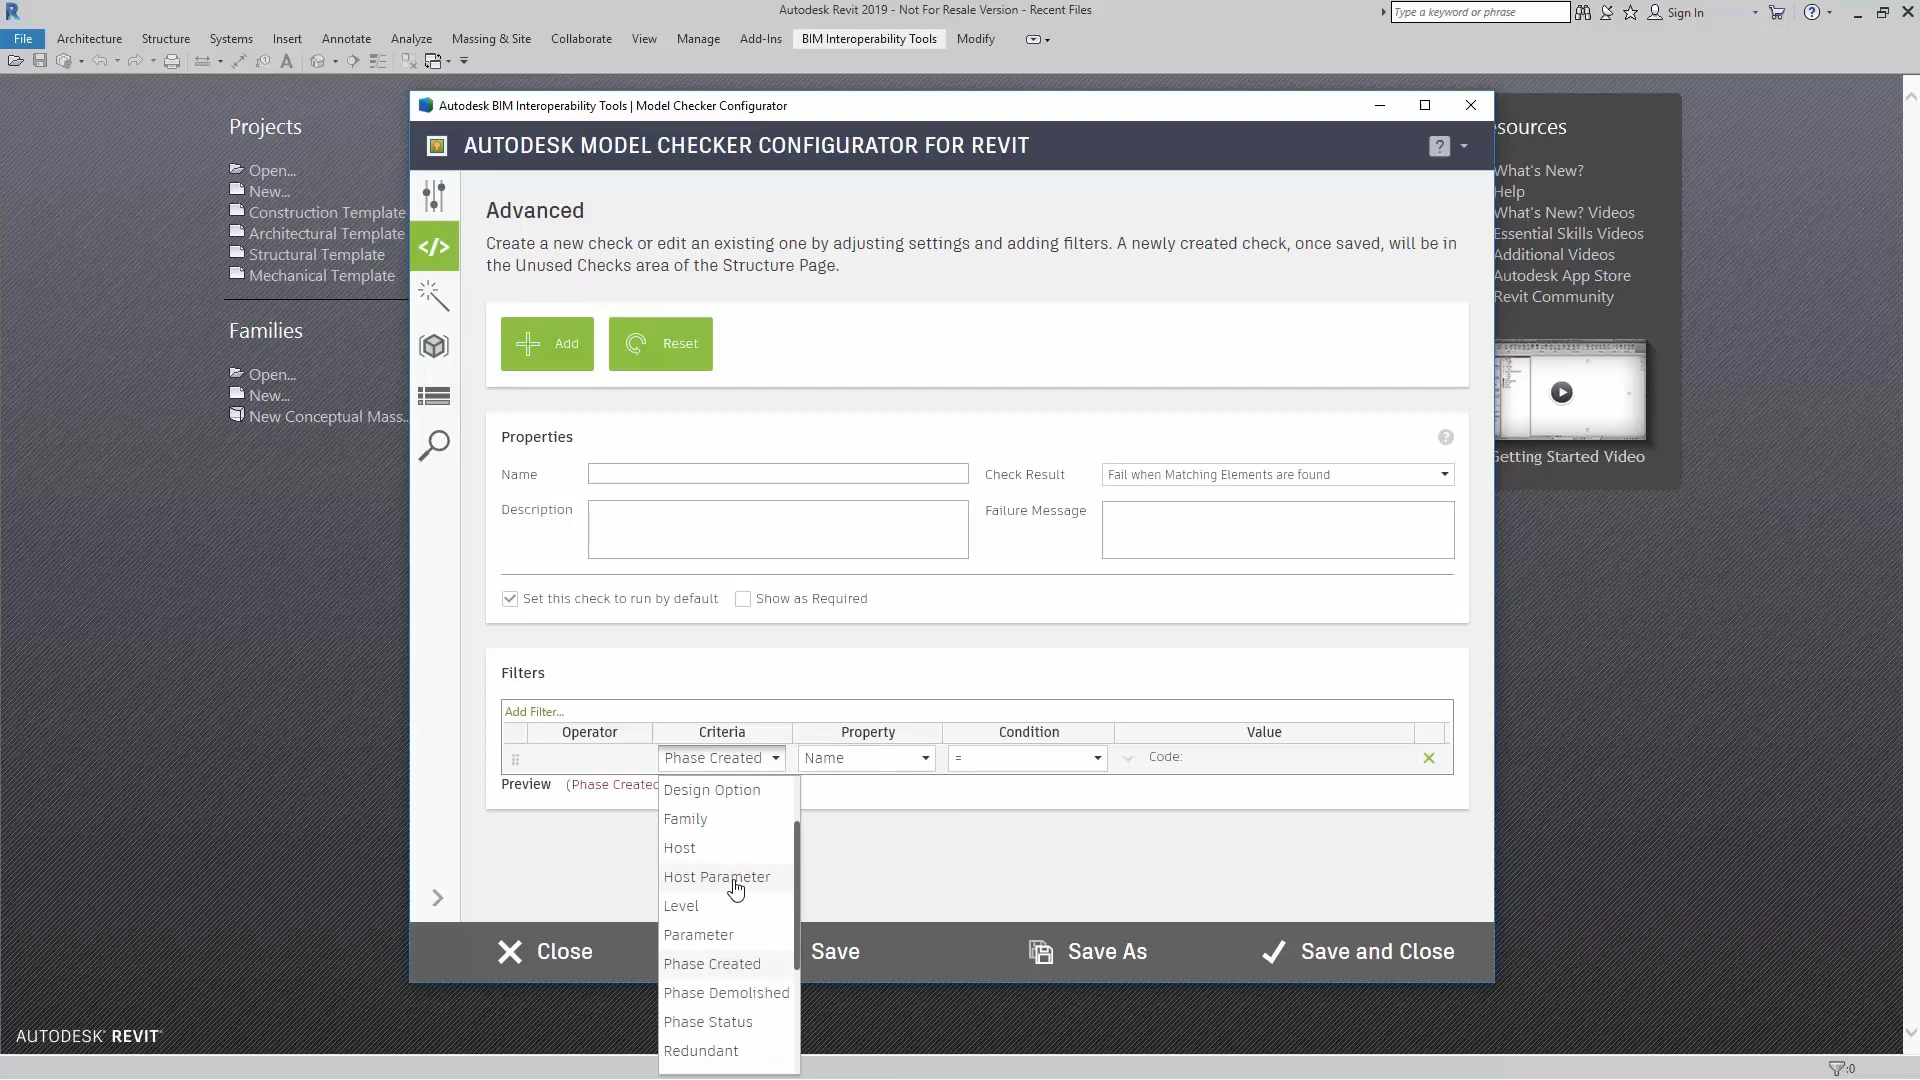 Autodesk Revit 2019 - Not For Resale Version - Recent Files
Type a keyword or phrase
Sign In
File
Architecture
Structure
Systems
Insert
Annotate
Analyze
Massing & Site
Collaborate
View
Manage
Add-Ins
BIM Interoperability Tools
Modify
Projects
Open...
New...
Construction Template
Architectural Template
Structural Template
Mechanical Template
Families
Open...
New...
New Conceptual Mass...
Autodesk BIM Interoperability Tools | Model Checker Configurator
AUTODESK MODEL CHECKER CONFIGURATOR FOR REVIT
Advanced
Create a new check or edit an existing one by adjusting settings and adding filters. A newly created check, once saved, will be in
the Unused Checks area of the Structure Page.
Add
Reset
Properties
Name
Check Result
Fail when Matching Elements are found
Description
Failure Message
Set this check to run by default
Show as Required
Filters
Add Filter...
Operator
Criteria
Property
Condition
Value
Phase Created
Name
=
Code:
Preview
(Phase Created
Design Option
Family
Host
Host Parameter
Level
Parameter
Phase Created
Phase Demolished
Phase Status
Redundant
Close
Save
Save As
Save and Close
sources
What's New?
Help
What's New? Videos
Essential Skills Videos
Additional Videos
Autodesk App Store
Revit Community
Getting Started Video
AUTODESK® REVIT®
:0